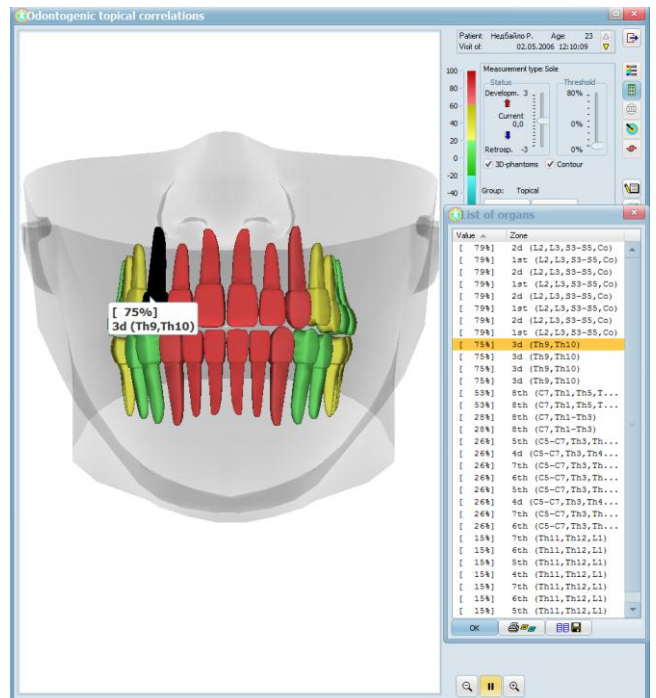 Odontogenic topical correlations
Patient: Недбайло Р. Age: 23
Visit of: 02.05.2006 12:10:09
Measurement type: Sole
Status
Threshold
Developm. 3
80%
Current
0,0
0%
Retrosp. -3
0%
3D-phantoms Contour
Group: Topical
100
80
60
40
20
0
-20
-40
[ 75%]
3d (Th9,Th10)
List of organs
Value Zone
[ 79%] 2d (L2,L3,S3-S5,Co)
[ 79%] 1st (L2,L3,S3-S5,Co)
[ 79%] 2d (L2,L3,S3-S5,Co)
[ 79%] 1st (L2,L3,S3-S5,Co)
[ 79%] 2d (L2,L3,S3-S5,Co)
[ 79%] 1st (L2,L3,S3-S5,Co)
[ 79%] 2d (L2,L3,S3-S5,Co)
[ 79%] 1st (L2,L3,S3-S5,Co)
[ 75%] 3d (Th9,Th10)
[ 75%] 3d (Th9,Th10)
[ 75%] 3d (Th9,Th10)
[ 75%] 3d (Th9,Th10)
[ 53%] 8th (C7,Th1,Th5,T...
[ 53%] 8th (C7,Th1,Th5,T...
[ 28%] 8th (C7,Th1-Th3)
[ 28%] 8th (C7,Th1-Th3)
[ 26%] 5th (C5-C7,Th3,Th...
[ 26%] 4d (C5-C7,Th3,Th4...
[ 26%] 7th (C5-C7,Th3,Th...
[ 26%] 6th (C5-C7,Th3,Th...
[ 26%] 5th (C5-C7,Th3,Th...
[ 26%] 4d (C5-C7,Th3,Th4...
[ 26%] 7th (C5-C7,Th3,Th...
[ 26%] 6th (C5-C7,Th3,Th...
[ 15%] 7th (Th11,Th12,L1)
[ 15%] 6th (Th11,Th12,L1)
[ 15%] 5th (Th11,Th12,L1)
[ 15%] 4th (Th11,Th12,L1)
[ 15%] 7th (Th11,Th12,L1)
[ 15%] 6th (Th11,Th12,L1)
[ 15%] 5th (Th11,Th12,L1)
OK